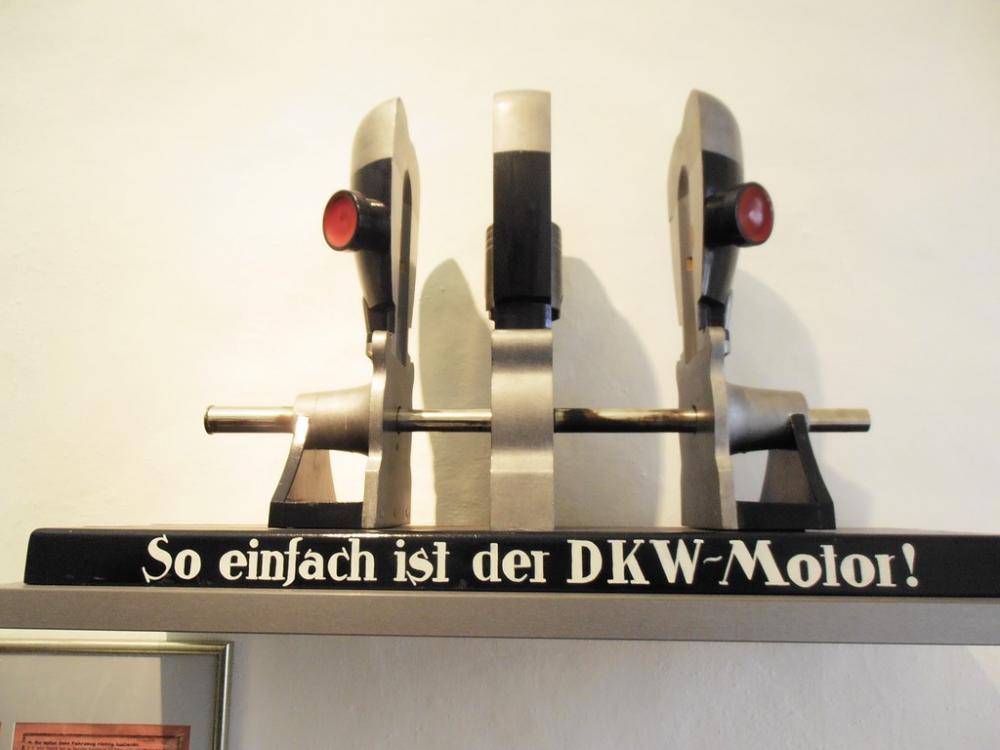 So einfach ist der DKW-Motor!